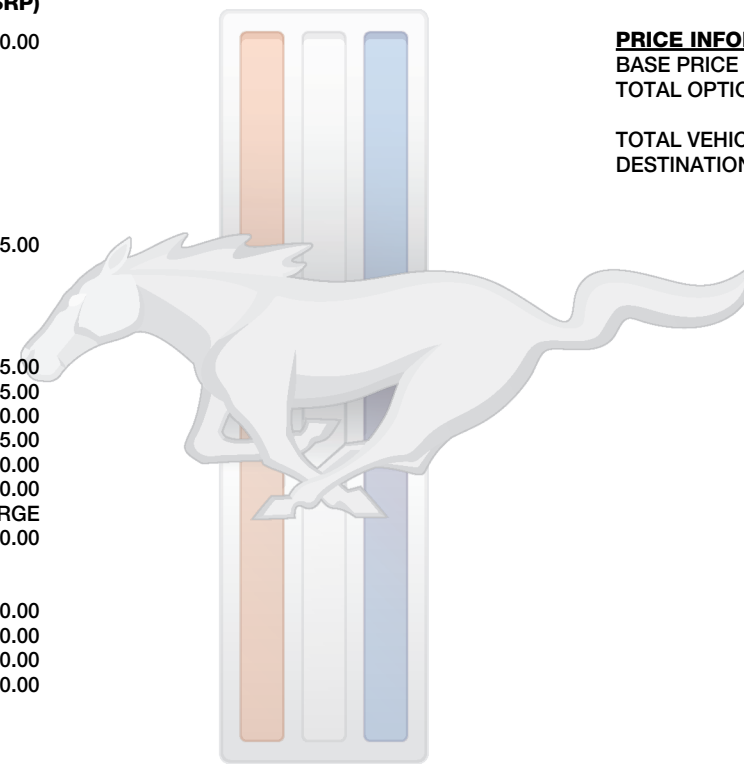 SRP)
0.00
5.00
5.00
5.00
0.00
5.00
0.00
0.00
RGE
0.00
0.00
0.00
0.00
0.00
PRICE INFO
BASE PRICE
TOTAL OPTIO
TOTAL VEHIC
DESTINATION